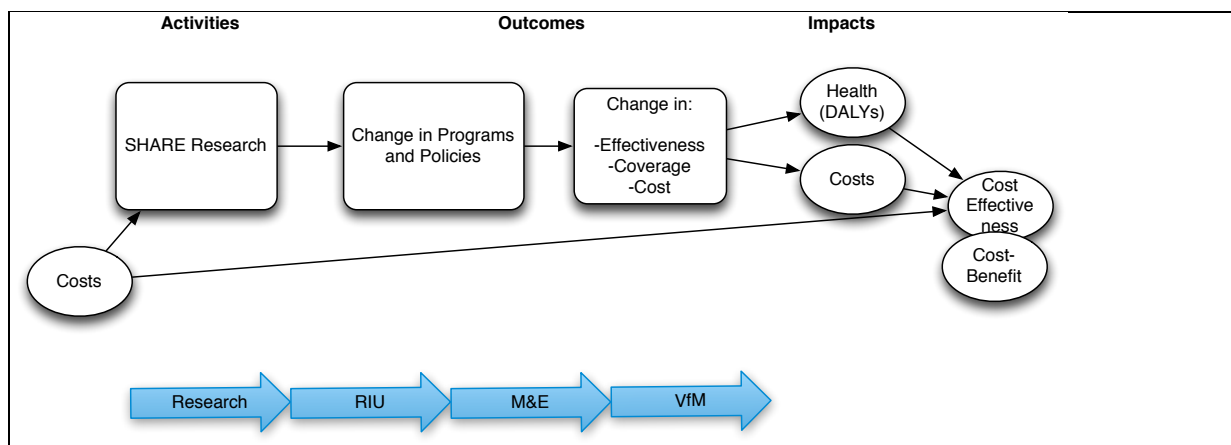 Activities
Outcomes
Impacts
SHARE Research
Change in Programs
and Policies
Change in:
-Effectiveness
-Coverage
-Cost
Health
(DALYs)
Costs
Cost
Effective
ness
Cost-
Benefit
Costs
Research
RIU
M&E
VfM